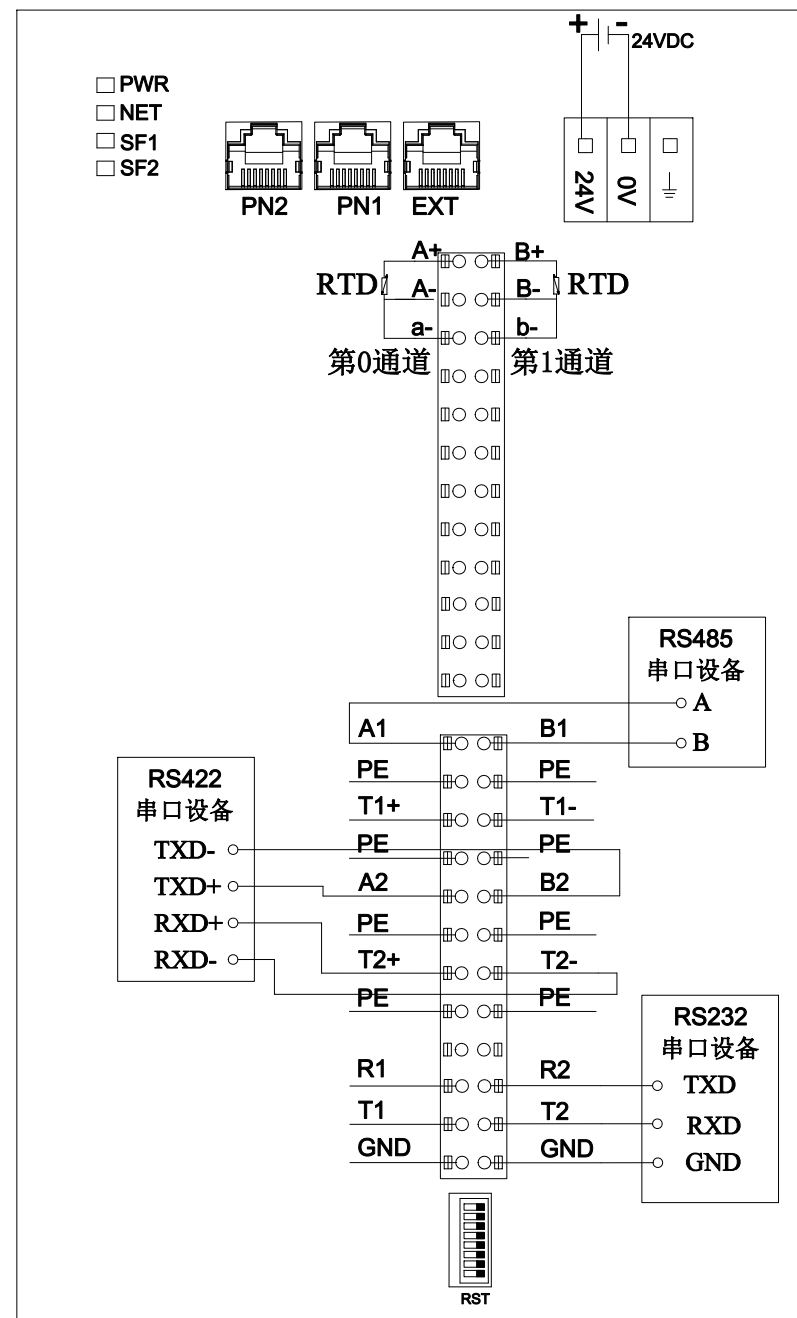 + -
24VDC
PWR
NET
SF1
SF2
PN2 PN1 EXT
24V 0V
A+ B+
RTD A- B- RTD
a- b-
第0通道 第1通道
RS485
串口设备
A
A1 B1 B
PE PE
RS422
串口设备
T1+ T1-
TXD- PE PE
TXD+ A2 B2
RXD+ PE PE
RXD- T2+ T2-
PE PE
RS232
串口设备
R1 R2 TXD
T1 T2 RXD
GND GND GND
RST